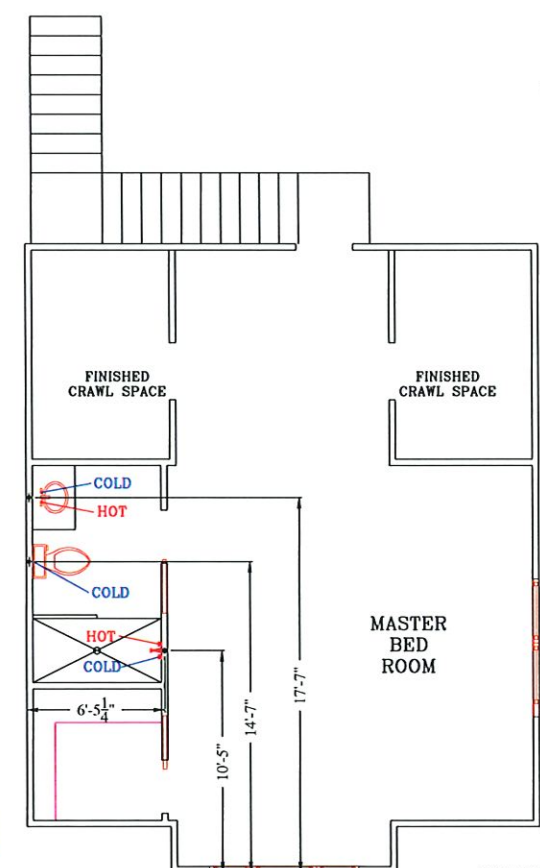 FINISHED
CRAWL SPACE
FINISHED
CRAWL SPACE
COLD
HOT
COLD
HOT
COLD
MASTER
BED
ROOM
6'-5 1/4"
10'-5"
14'-7"
17'-7"